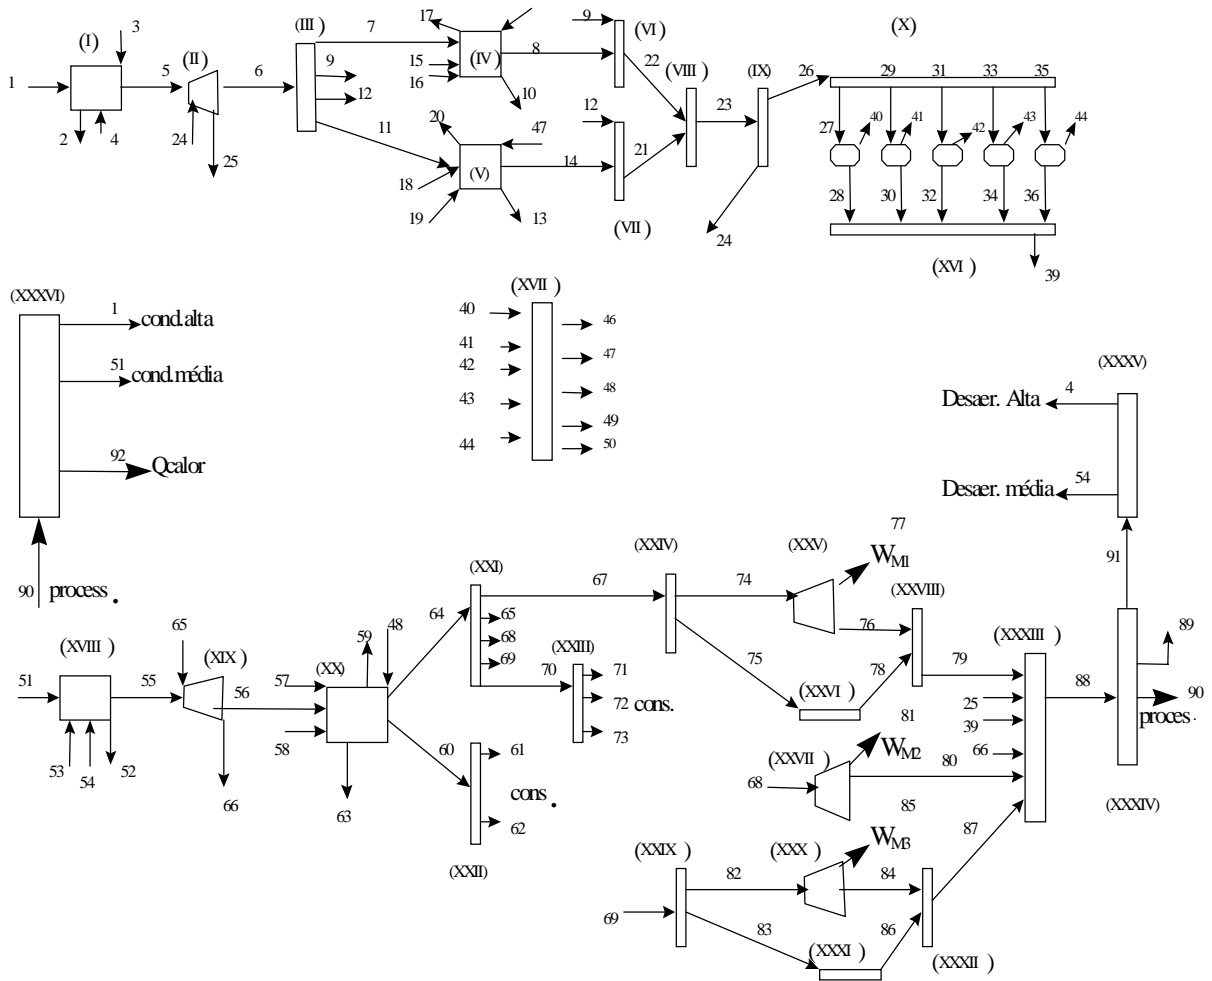 (I) 3 (II) (III) 7 17 9 (VI) (X)
1 5 6 9 12 15 16 (IV) 8 10 22 (VIII) (IX) 26 29 31 33 35
2 4 24 25 11 20 47 12 23 27 40 41 42 43 44
18 (V) 14 21 28 30 32 34 36
19 13 (VII) 24 (XVI) 39
(XXXVI) (XVII)
1 cond.alta 40 46
51 cond.média 41 42 47
43 48 (XXXV)
Desaer. Alta 4
92 Qcalor 44 49 50
Desaer. média 54
77
90 process. (XXI) (XXIV) (XXV) W M1 91
64 67 74 (XXVIII)
65 59 48 65 68 69 76 (XXXIII) 89
(XVIII) (XIX) (XX) (XXIII) 75 78 79
51 55 56 57 70 71 72 73 cons. (XXVI) 25 39 88 90 proces.
53 54 52 58 60 61 81
(XXVII) W M2 80 66
66 63 cons. 68 85 (XXXIV)
62 87
(XXII) (XXIX) (XXX) W M3
82 84
69 83 86
(XXXI) (XXXII)